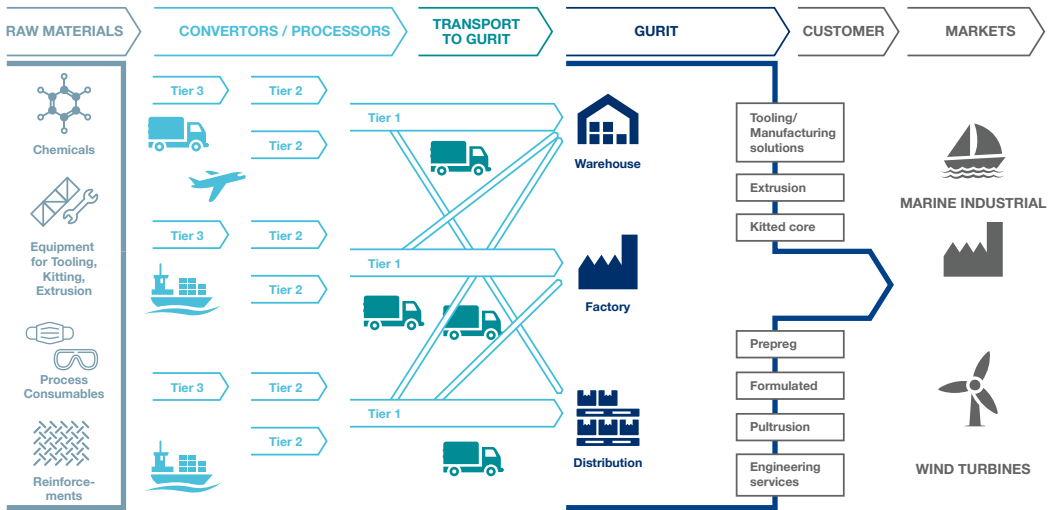 RAW MATERIALS
CONVERTORS / PROCESSORS
TRANSPORT
TO GURIT
GURIT
CUSTOMER
MARKETS
Chemicals
Equipment
for Tooling,
Kitting,
Extrusion
Process
Consumables
Reinforce-
ments
Tier 3
Tier 2
Tier 2
Tier 1
Tier 3
Tier 2
Tier 2
Tier 1
Tier 3
Tier 2
Tier 2
Tier 1
Warehouse
Factory
Distribution
Tooling/
Manufacturing
solutions
Extrusion
Kitted core
Prepreg
Formulated
Pultrusion
Engineering
services
MARINE INDUSTRIAL
WIND TURBINES